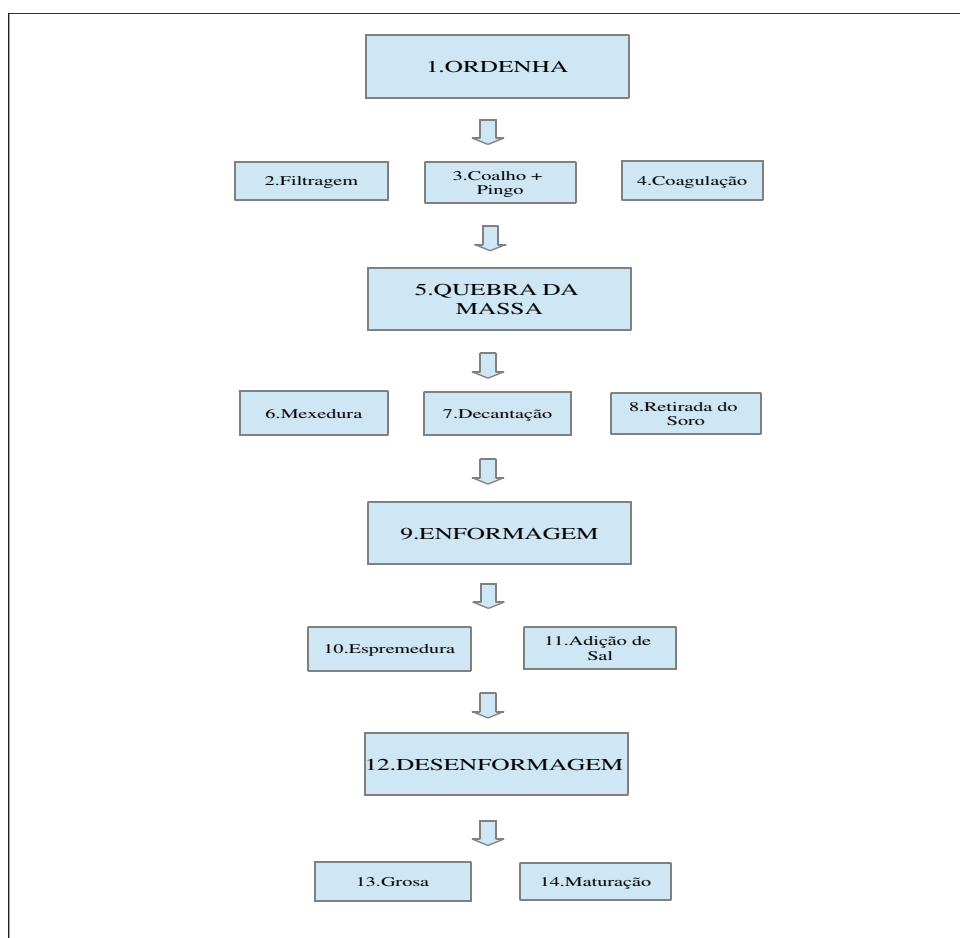 1.ORDENHA
2.Filtragem
3.Coalho +
Pingo
4.Coagulação
5.QUEBRA DA
MASSA
6.Mexedura
7.Decantação
8.Retirada do
Soro
9.ENFORMAGEM
10.Espremedura
11.Adição de
Sal
12.DESENFORMAGEM
13.Grosa
14.Maturação